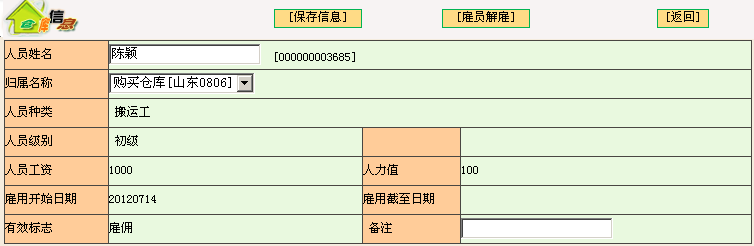 仓库信息 [保存信息] [雇员解雇] [返回]
人员姓名 陈颖 [000000003685]
归属名称 购买仓库[山东0806]
人员种类 搬运工
人员级别 初级
人员工资 1000 人力值 100
雇用开始日期 20120714 雇用截至日期
有效标志 雇佣 备注